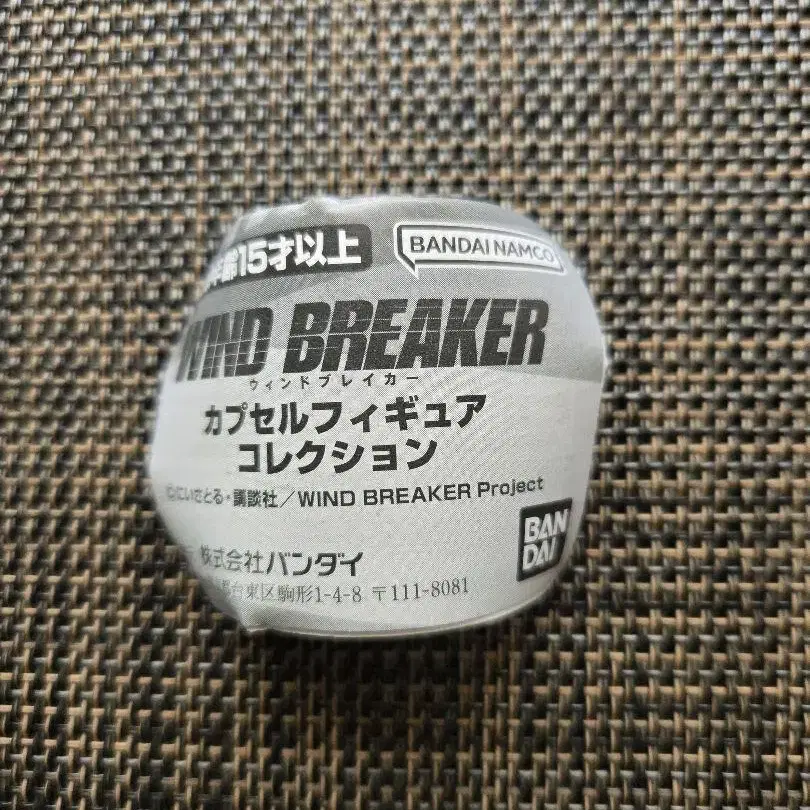 年齢15才以上
BANDAI NAMCO
WIND BREAKER
ウィンドブレイカー
カプセルフィギュア
コレクション
©にいさとる・講談社／WIND BREAKER Project
BAN
DAI
株式会社バンダイ
都台東区駒形1-4-8 〒111-8081